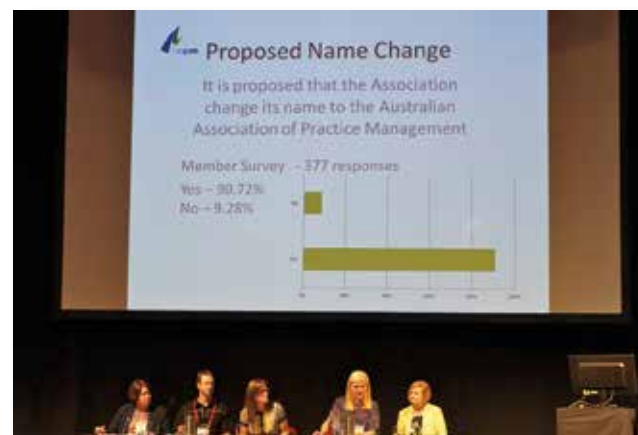 Proposed Name Change
It is proposed that the Association
change its name to the Australian
Association of Practice Management
Member Survey - 377 responses
Yes – 90.72%
No – 9.28%